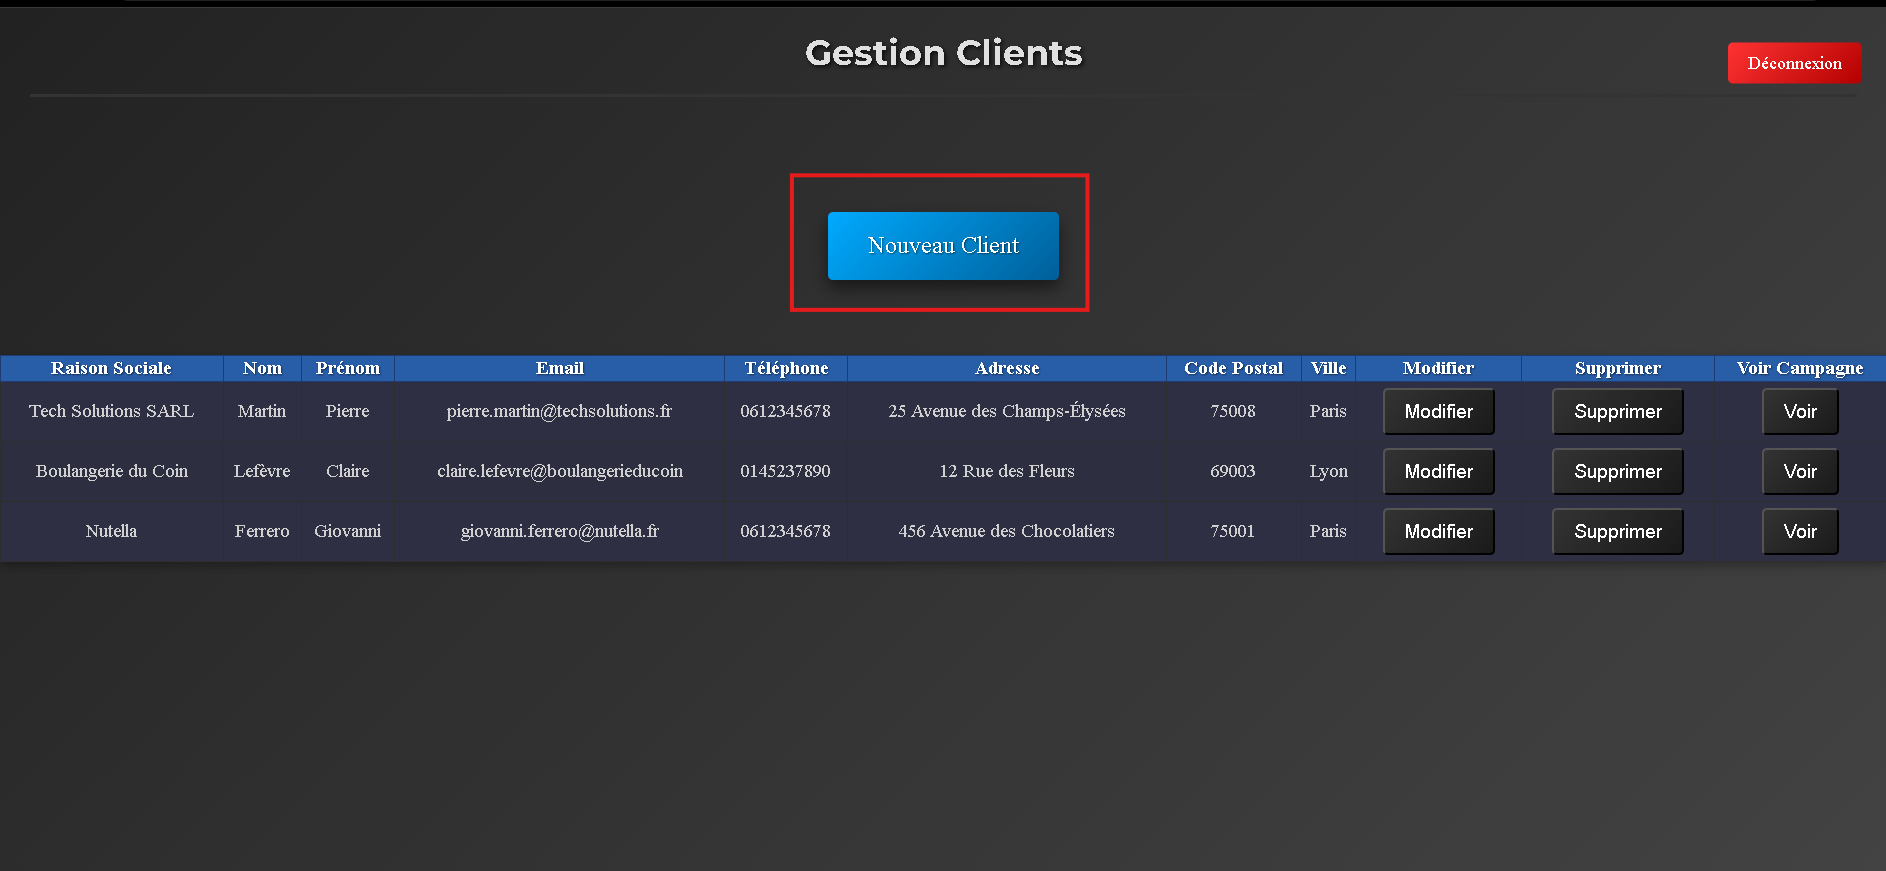 Gestion Clients
Déconnexion
Nouveau Client
Raison Sociale Nom Prénom Email Téléphone Adresse Code Postal Ville Modifier Supprimer Voir Campagne
Tech Solutions SARL Martin Pierre pierre.martin@techsolutions.fr 0612345678 25 Avenue des Champs-Élysées 75008 Paris Modifier Supprimer Voir
Boulangerie du Coin Lefèvre Claire claire.lefevre@boulangerieducoin 0145237890 12 Rue des Fleurs 69003 Lyon Modifier Supprimer Voir
Nutella Ferrero Giovanni giovanni.ferrero@nutella.fr 0612345678 456 Avenue des Chocolatiers 75001 Paris Modifier Supprimer Voir